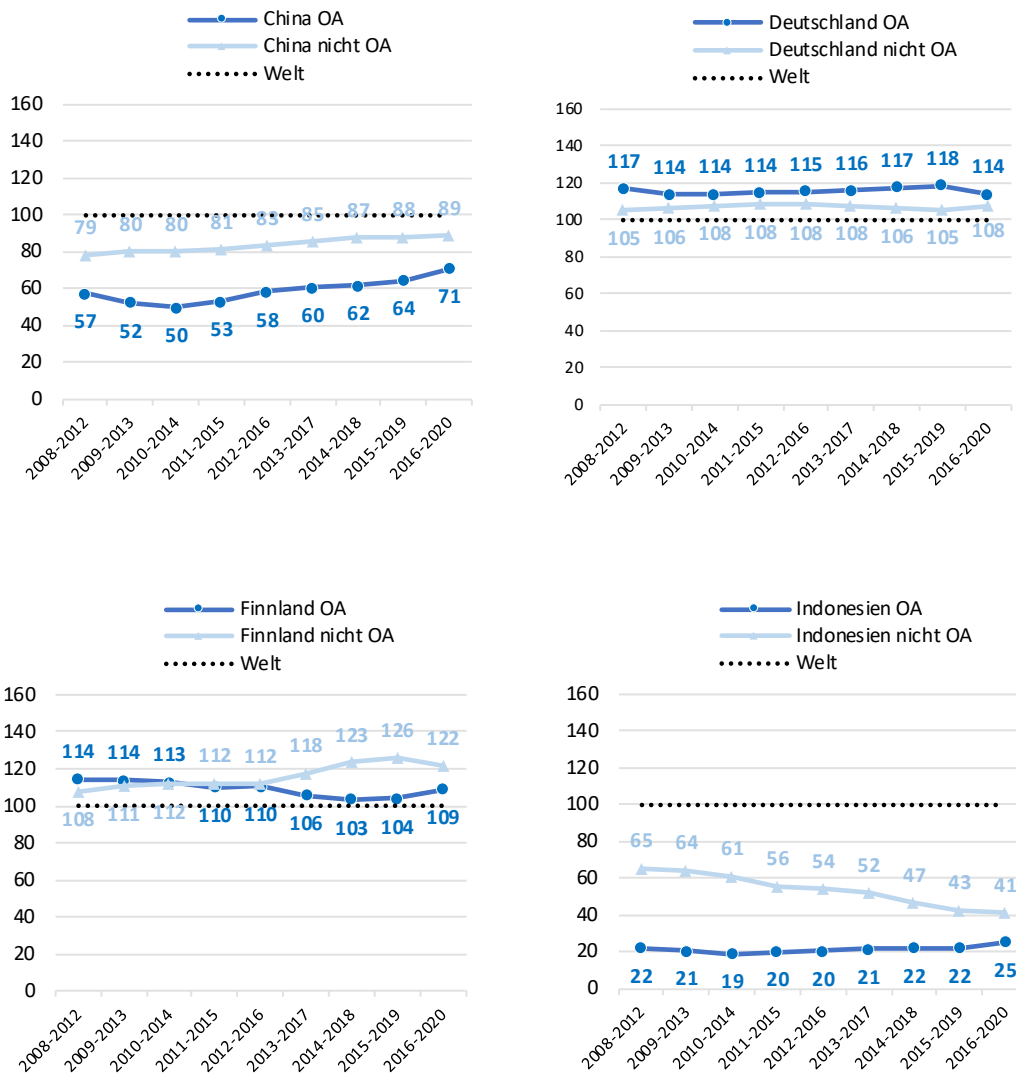 China OA
China nicht OA
Welt
160
140
120
100
80
60
40
20
0
79 80 80 81 83 85 87 88 89
57 52 50 53 58 60 62 64 71
2008-2012 2009-2013 2010-2014 2011-2015 2012-2016 2013-2017 2014-2018 2015-2019 2016-2020
Deutschland OA
Deutschland nicht OA
Welt
160
140
120
100
80
60
40
20
0
117 114 114 114 115 116 117 118 114
105 106 108 108 108 108 106 105 108
2008-2012 2009-2013 2010-2014 2011-2015 2012-2016 2013-2017 2014-2018 2015-2019 2016-2020
Finnland OA
Finnland nicht OA
Welt
160
140
120
100
80
60
40
20
0
114 114 113 112 112 118 123 126 122
108 111 112 110 110 106 103 104 109
2008-2012 2009-2013 2010-2014 2011-2015 2012-2016 2013-2017 2014-2018 2015-2019 2016-2020
Indonesien OA
Indonesien nicht OA
Welt
160
140
120
100
80
60
40
20
0
65 64 61 56 54 52 47 43 41
22 21 19 20 20 21 22 22 25
2008-2012 2009-2013 2010-2014 2011-2015 2012-2016 2013-2017 2014-2018 2015-2019 2016-2020